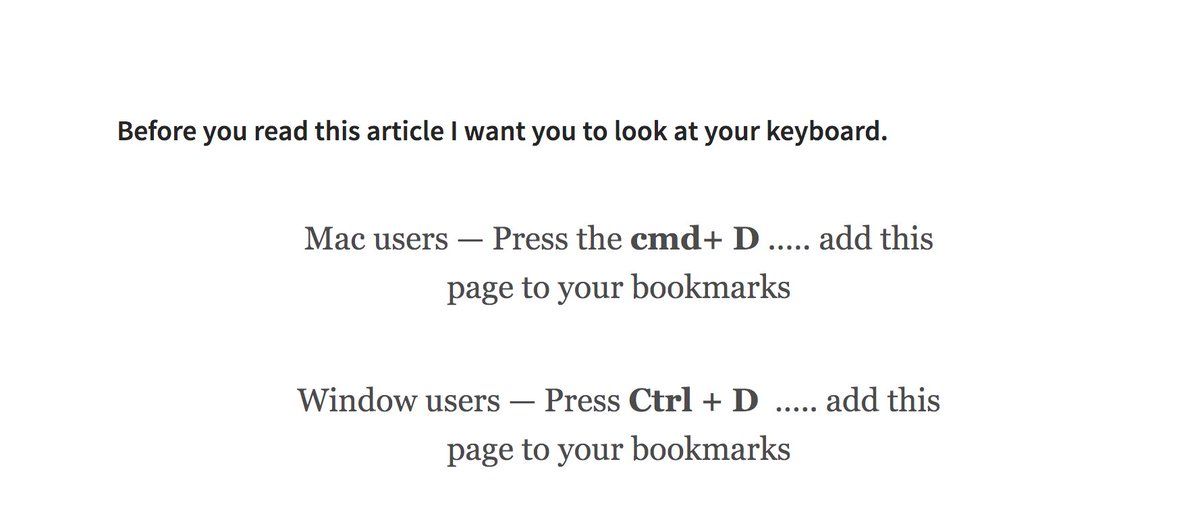 Before you read this article I want you to look at your keyboard.
Mac users — Press the cmd+ D ..... add this
page to your bookmarks
Window users — Press Ctrl + D ..... add this
page to your bookmarks